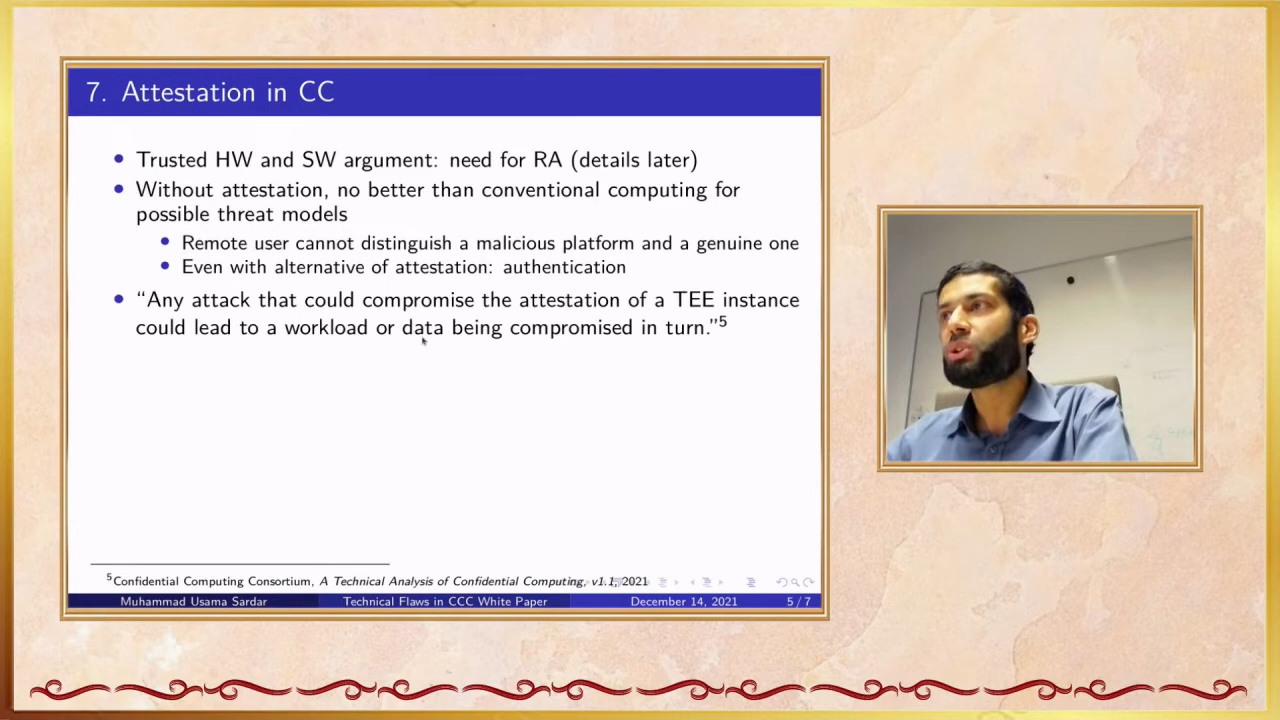 7. Attestation in CC
• Trusted HW and SW argument: need for RA (details later)
• Without attestation, no better than conventional computing for
possible threat models
• Remote user cannot distinguish a malicious platform and a genuine one
• Even with alternative of attestation: authentication
• “Any attack that could compromise the attestation of a TEE instance
could lead to a workload or data being compromised in turn.”5
5Confidential Computing Consortium, A Technical Analysis of Confidential Computing, v1.1, 2021
Muhammad Usama Sardar Technical Flaws in CCC White Paper December 14, 2021 5 / 7